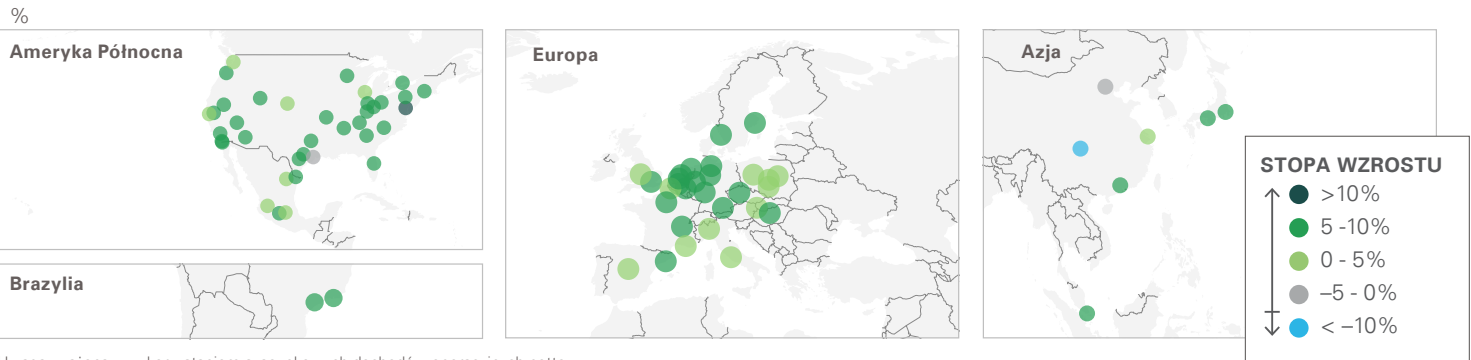 %
Ameryka Północna
Europa
Azja
Brazylia
STOPA WZROSTU
>10%
5 -10%
0 - 5%
–5 - 0%
< –10%